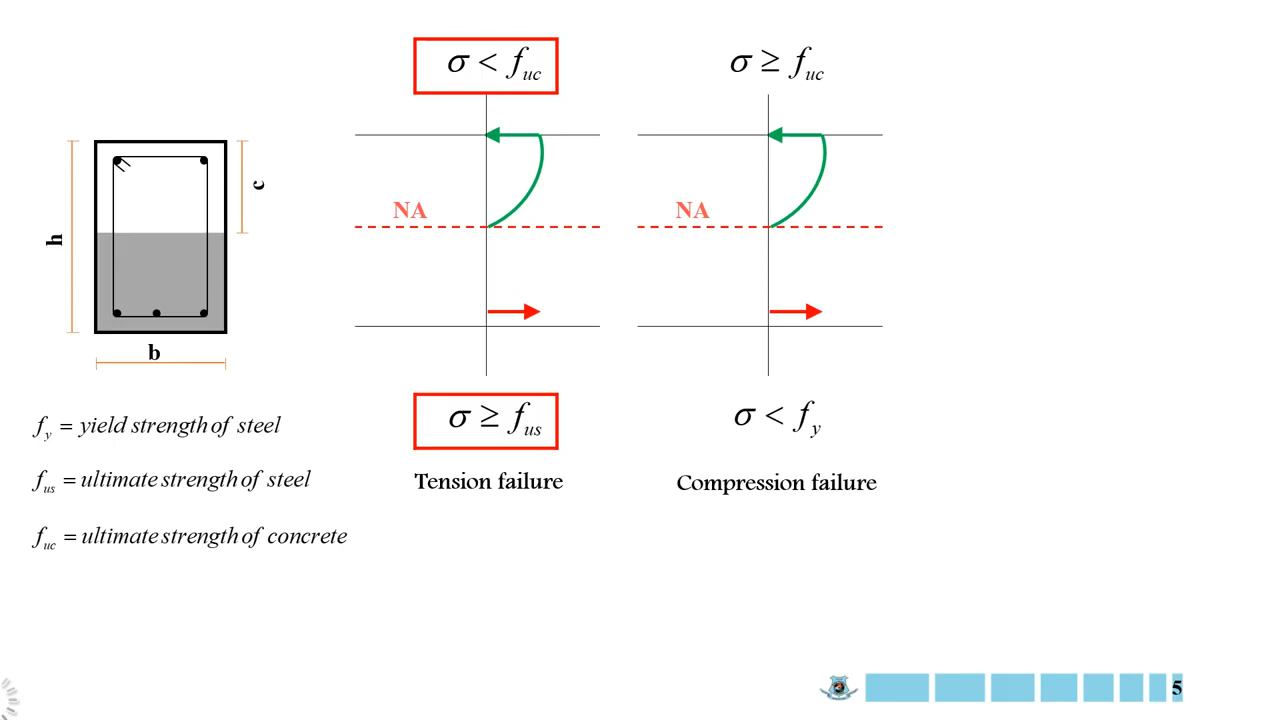 σ < f_uc
σ ≥ f_uc
h
c
NA
NA
b
f_y = yield strength of steel
f_us = ultimate strength of steel
f_uc = ultimate strength of concrete
σ ≥ f_us
σ < f_y
Tension failure
Compression failure
5